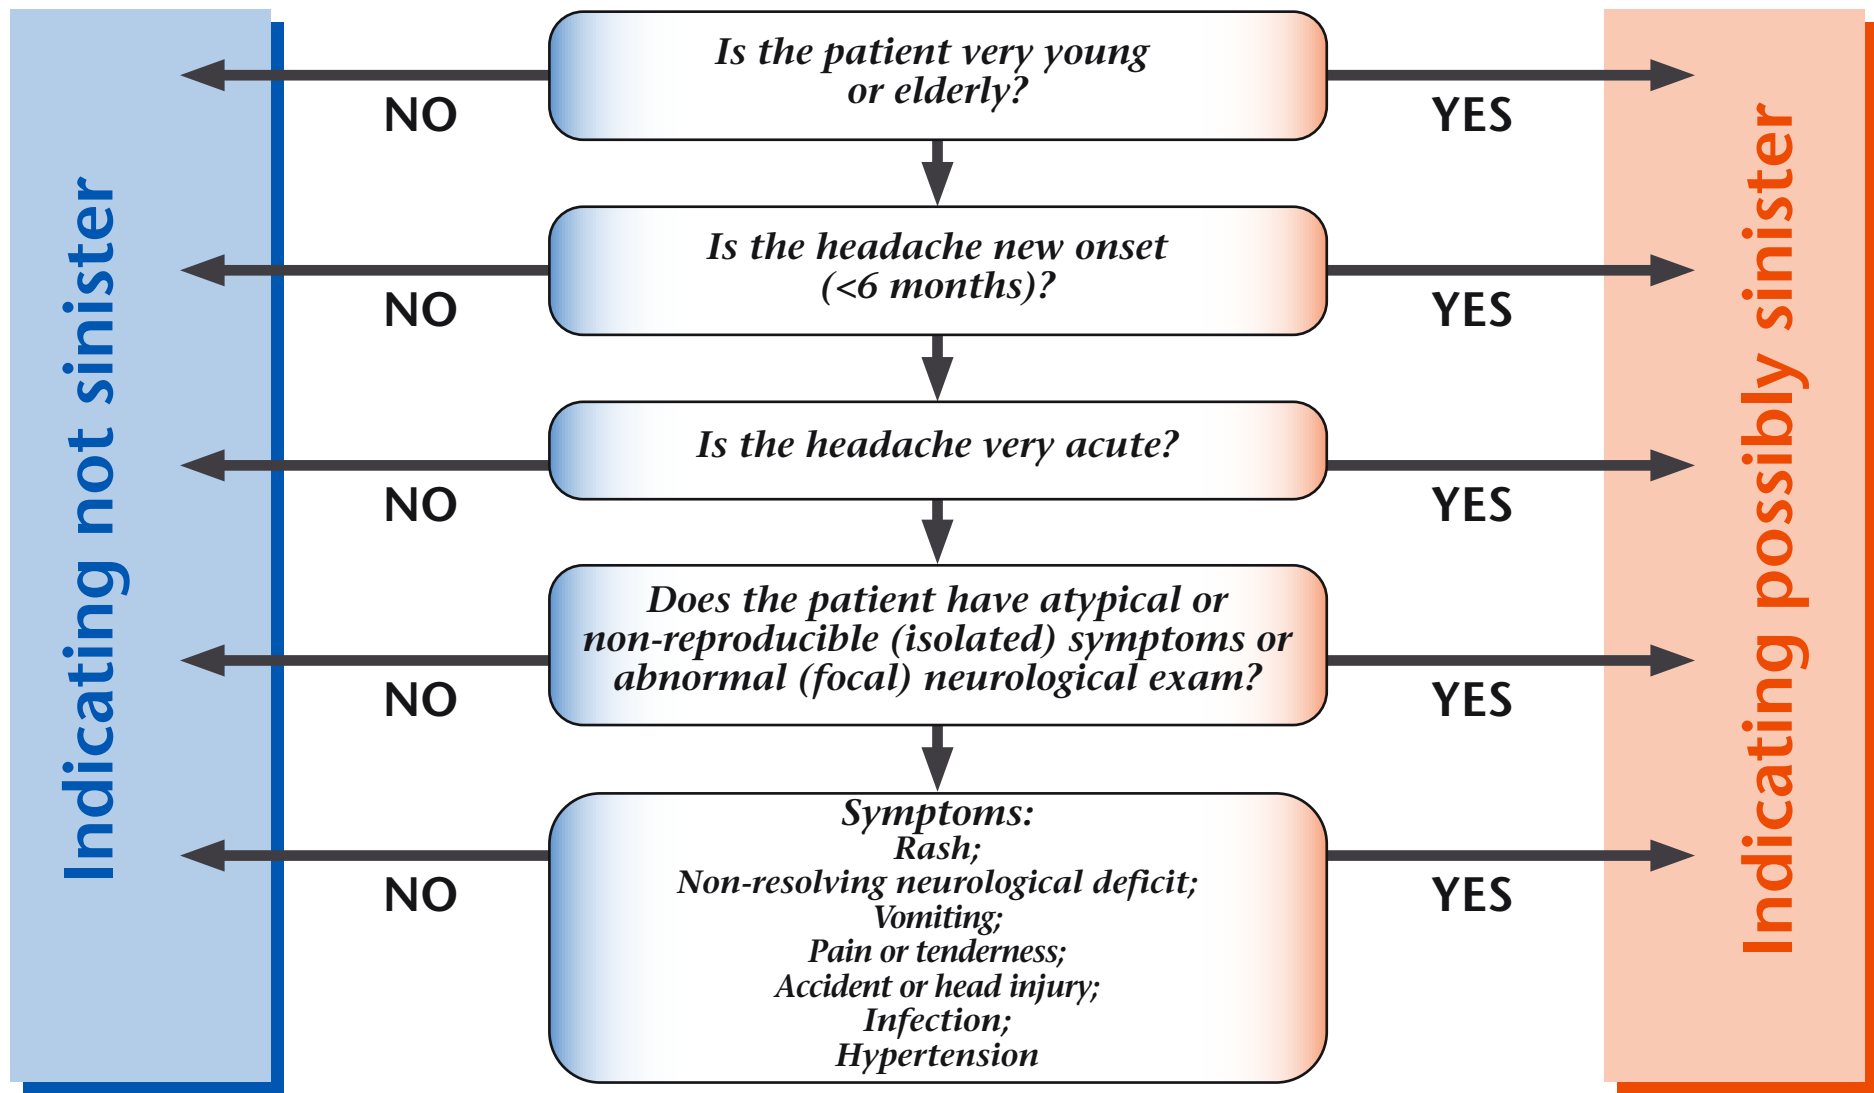 Indicating not sinister
Is the patient very young
or elderly?
NO
YES
Is the headache new onset
(<6 months)?
NO
YES
Is the headache very acute?
NO
YES
Does the patient have atypical or
non-reproducible (isolated) symptoms or
abnormal (focal) neurological exam?
NO
YES
Symptoms:
Rash;
Non-resolving neurological deficit;
Vomiting;
Pain or tenderness;
Accident or head injury;
Infection;
Hypertension
NO
YES
Indicating possibly sinister